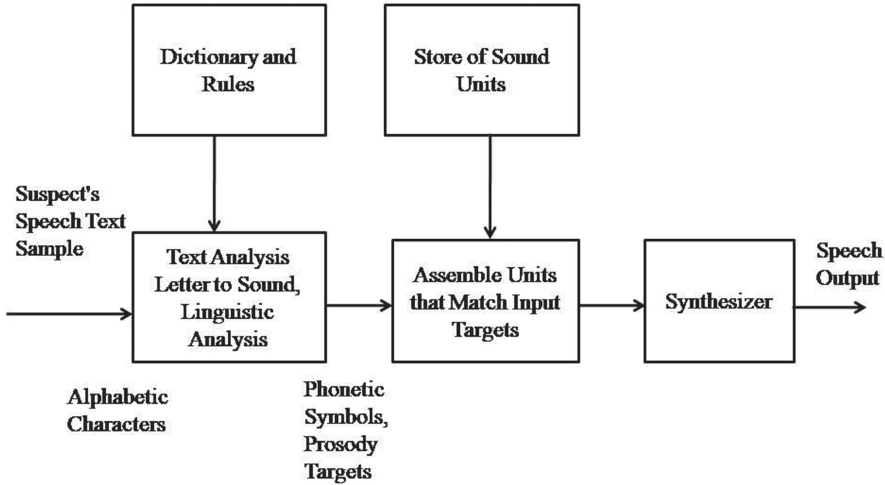 Dictionary and
Rules
Store of Sound
Units
Suspect's
Speech Text
Sample
Text Analysis
Letter to Sound,
Linguistic
Analysis
Assemble Units
that Match Input
Targets
Synthesizer
Speech
Output
Alphabetic
Characters
Phonetic
Symbols,
Prosody
Targets